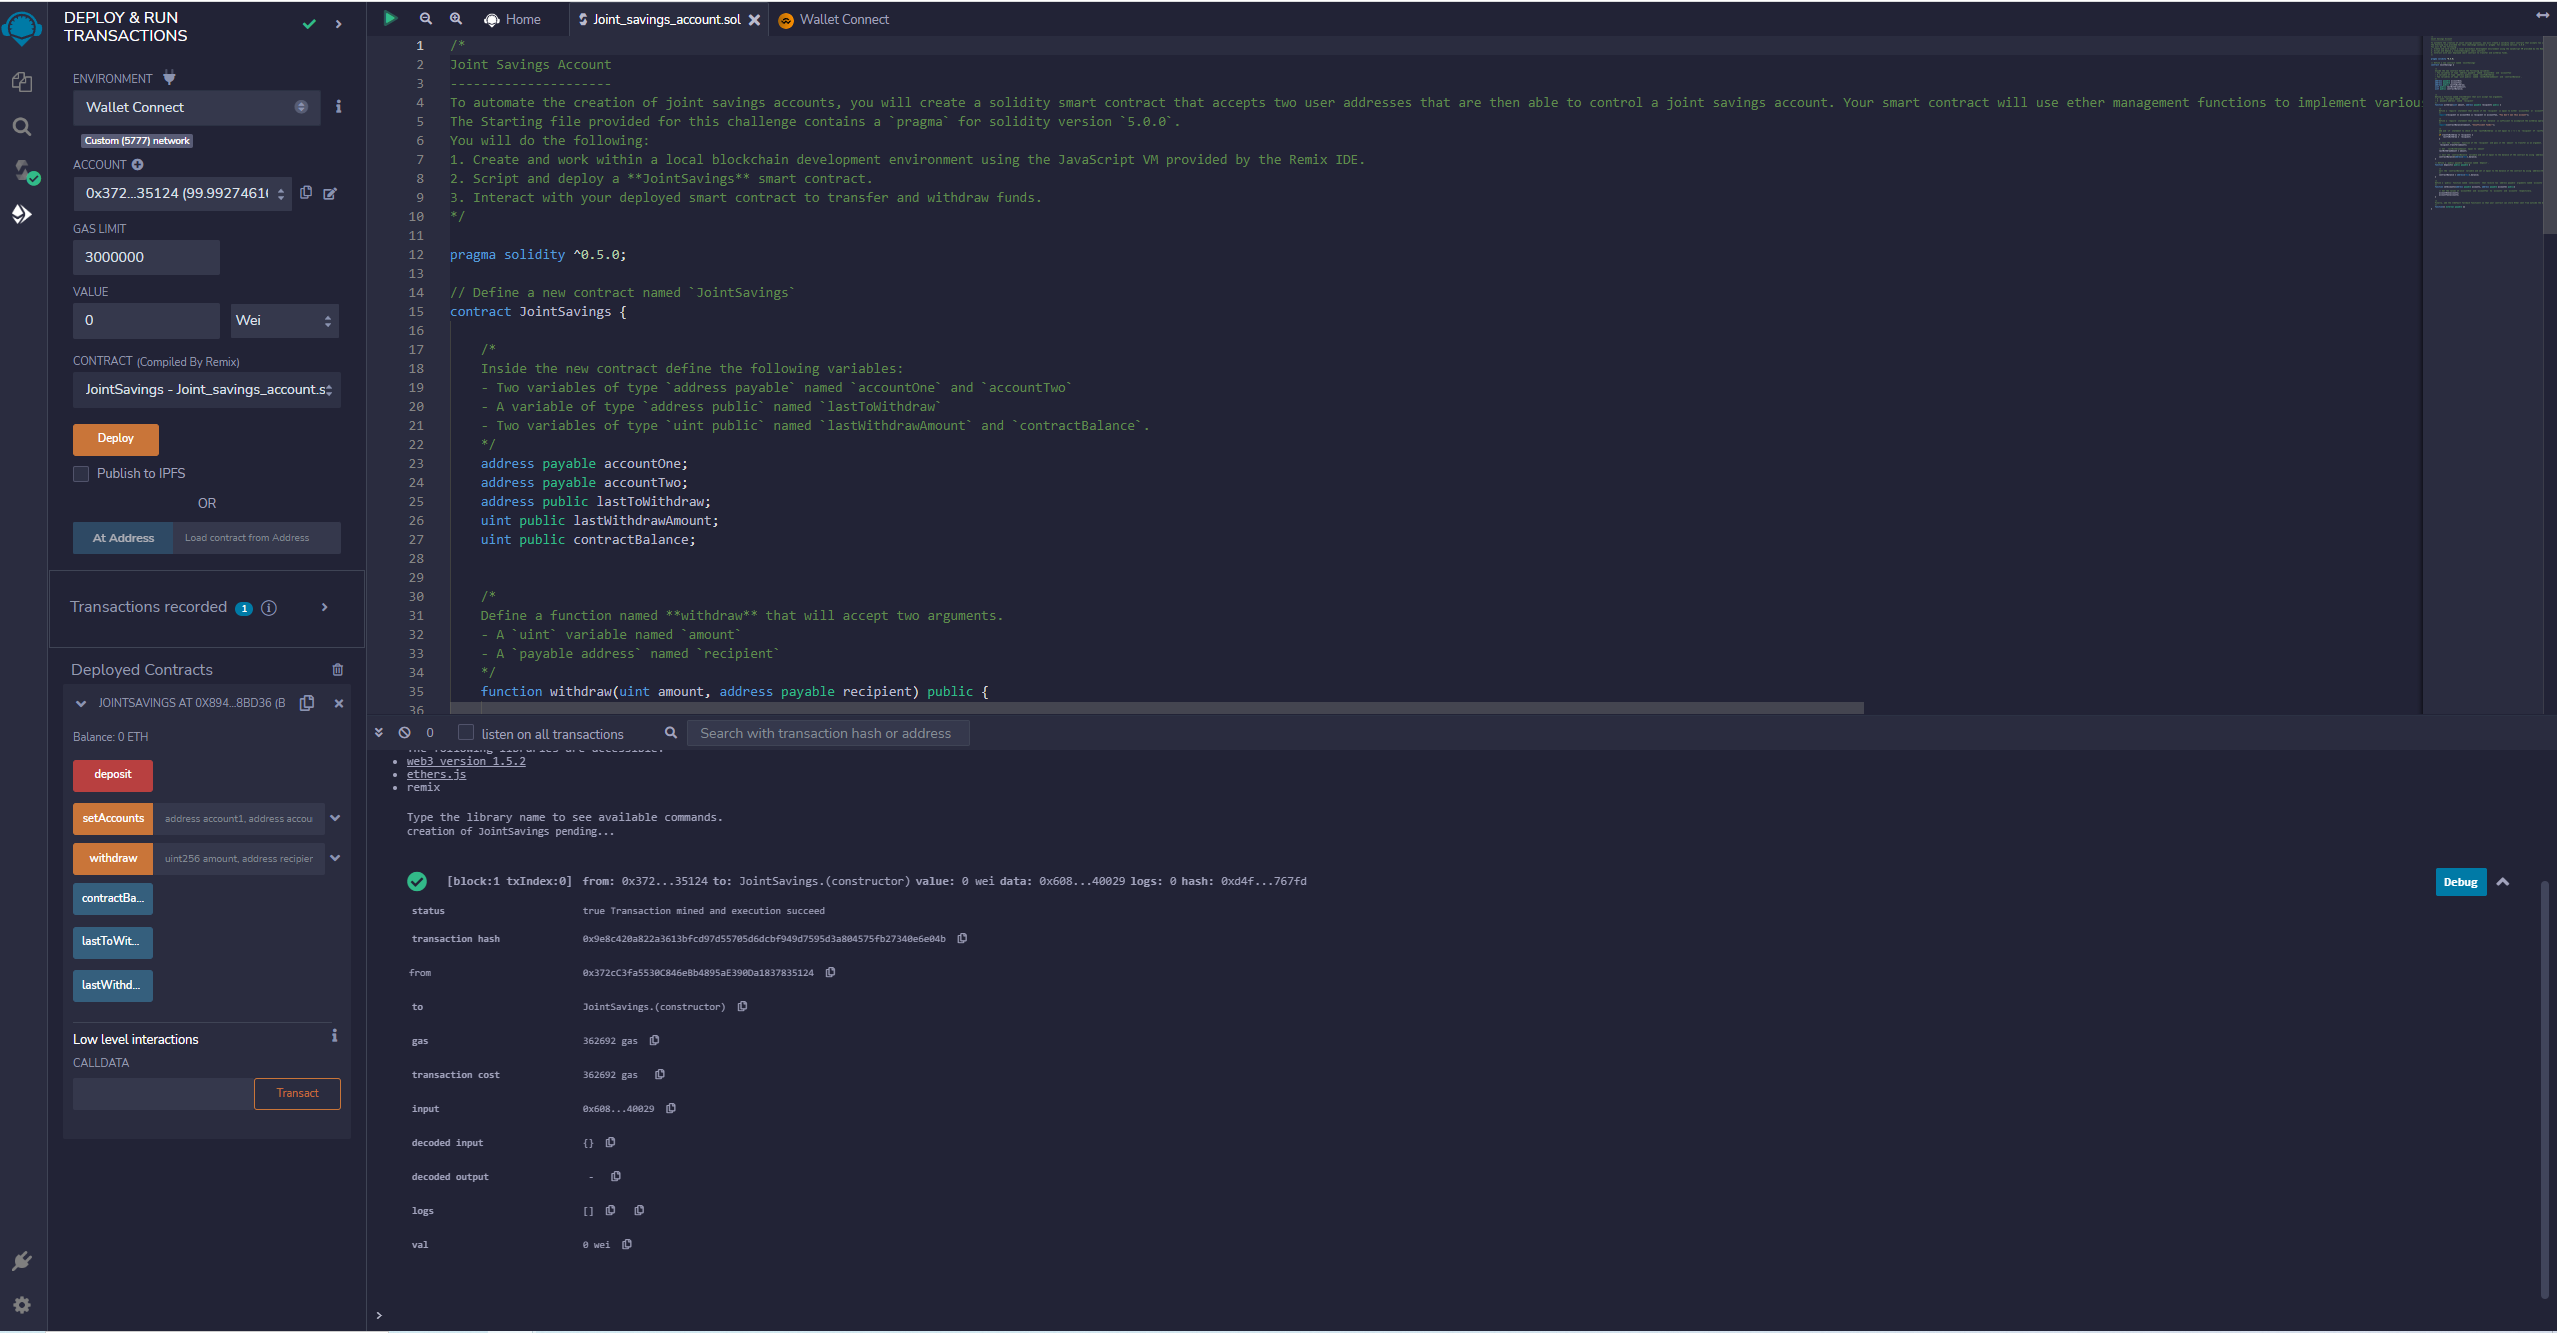 DEPLOY & RUN
TRANSACTIONS
ENVIRONMENT
Wallet Connect
Custom (5777) network
ACCOUNT
0x372...35124 (99.9927461
GAS LIMIT
3000000
VALUE
0
Wei
CONTRACT (Compiled By Remix)
JointSavings - Joint_savings_account.s
Deploy
Publish to IPFS
OR
At Address
Load contract from Address
Transactions recorded 1
Deployed Contracts
JOINTSAVINGS AT 0X894...8BD36 (B
Balance: 0 ETH
deposit
setAccounts
address account1, address accou
withdraw
uint256 amount, address recipien
contractBa...
lastToWit...
lastWithd...
Low level interactions
CALLDATA
Transact
Home
Joint_savings_account.sol
Wallet Connect
1 /*
2 Joint Savings Account
3 ---------------------
4 To automate the creation of joint savings accounts, you will create a solidity smart contract that accepts two user addresses that are then able to control a joint savings account. Your smart contract will use ether management functions to implement variou
5 The Starting file provided for this challenge contains a `pragma` for solidity version `5.0.0`.
6 You will do the following:
7 1. Create and work within a local blockchain development environment using the JavaScript VM provided by the Remix IDE.
8 2. Script and deploy a **JointSavings** smart contract.
9 3. Interact with your deployed smart contract to transfer and withdraw funds.
10 */
11
12 pragma solidity ^0.5.0;
13
14 // Define a new contract named `JointSavings`
15 contract JointSavings {
16
17 /*
18 Inside the new contract define the following variables:
19 - Two variables of type `address payable` named `accountOne` and `accountTwo`
20 - A variable of type `address public` named `lastToWithdraw`
21 - Two variables of type `uint public` named `lastWithdrawAmount` and `contractBalance`.
22 */
23 address payable accountOne;
24 address payable accountTwo;
25 address public lastToWithdraw;
26 uint public lastWithdrawAmount;
27 uint public contractBalance;
28
29
30 /*
31 Define a function named **withdraw** that will accept two arguments.
32 - A `uint` variable named `amount`
33 - A `payable address` named `recipient`
34 */
35 function withdraw(uint amount, address payable recipient) public {
36
0
listen on all transactions
Search with transaction hash or address
The following libraries are accessible:
• web3 version 1.5.2
• ethers.js
• remix
Type the library name to see available commands.
creation of JointSavings pending...
[block:1 txIndex:0] from: 0x372...35124 to: JointSavings.(constructor) value: 0 wei data: 0x608...40029 logs: 0 hash: 0xd4f...767fd
Debug
status true Transaction mined and execution succeed
transaction hash 0x9e8c420a822a3613bfcd97d55705d6dcbf949d7595d3a804575fb27340e6e04b
from 0x372cC3fa5530C846eBb4895aE390Da1837835124
to JointSavings.(constructor)
gas 362692 gas
transaction cost 362692 gas
input 0x608...40029
decoded input {}
decoded output -
logs []
val 0 wei
>